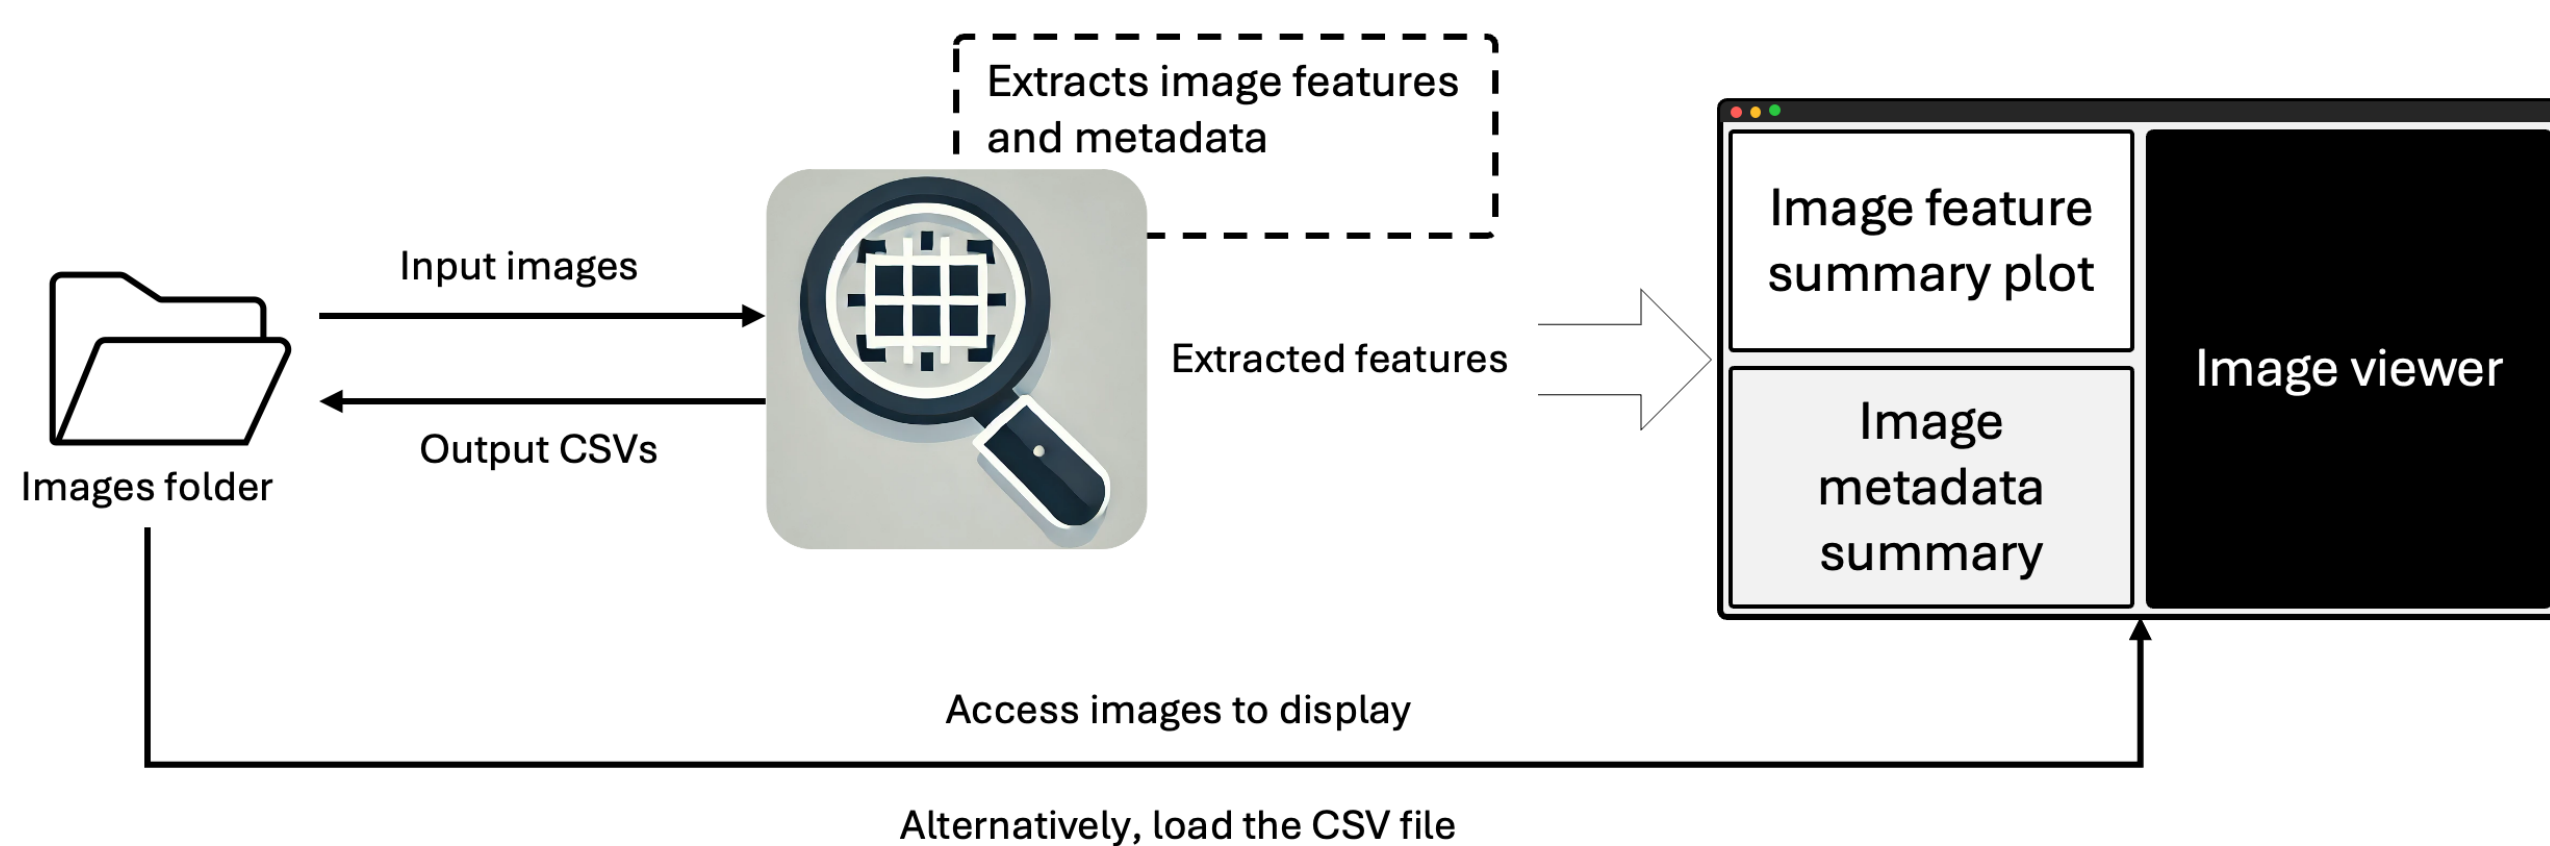 Extracts image features
and metadata
Input images
Output CSVs
Images folder
Extracted features
Image feature
summary plot
Image
metadata
summary
Image viewer
Access images to display
Alternatively, load the CSV file